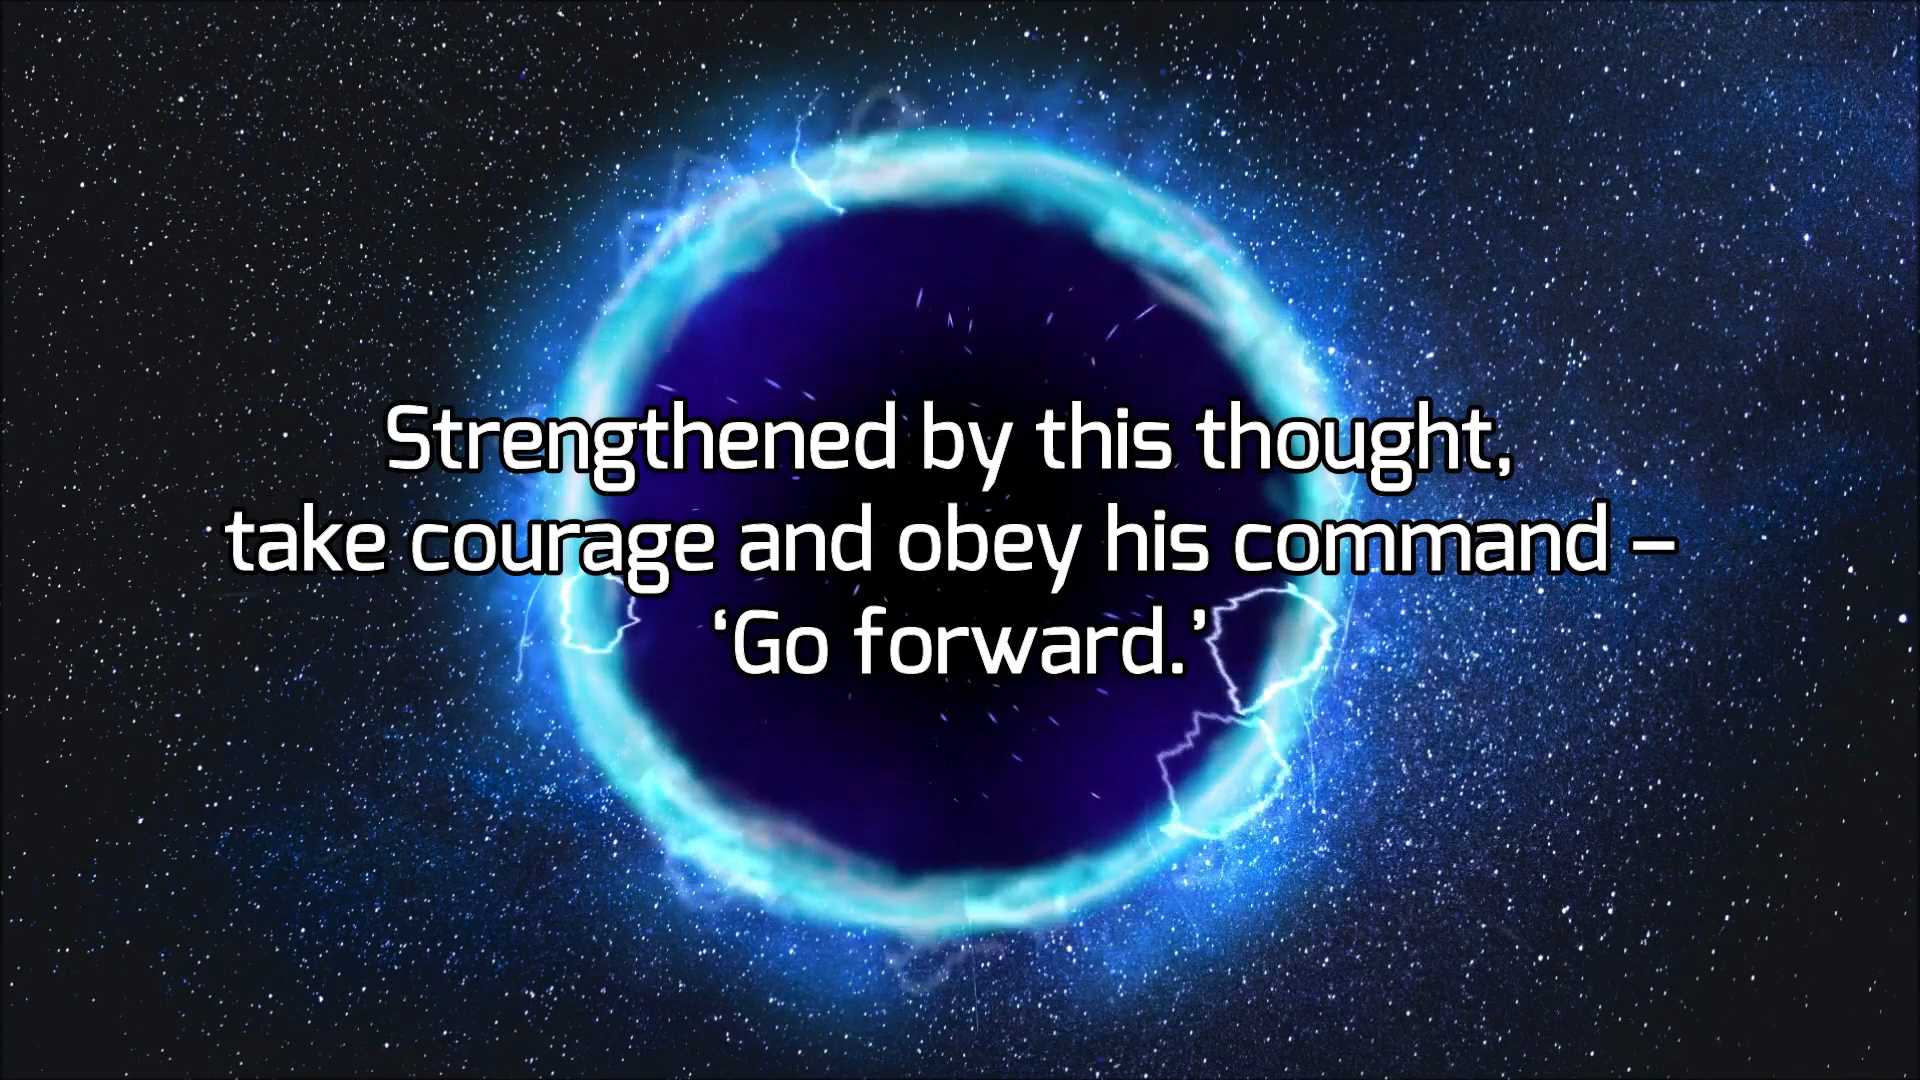 Strengthened by this thought,
take courage and obey his command –
‘Go forward.’